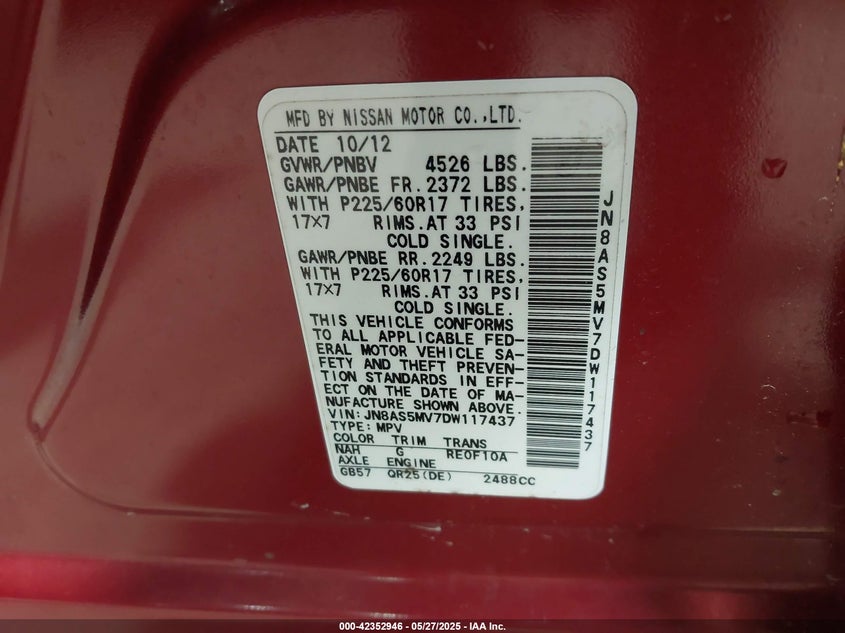 MFD BY NISSAN MOTOR CO.,LTD.
DATE 10/12
GVWR/PNBV 4526 LBS.
GAWR/PNBE FR. 2372 LBS.
WITH P225/60R17 TIRES,
17×7 RIMS.AT 33 PSI
COLD SINGLE.
GAWR/PNBE RR. 2249 LBS.
WITH P225/60R17 TIRES,
17×7 RIMS.AT 33 PSI
COLD SINGLE.
THIS VEHICLE CONFORMS
TO ALL APPLICABLE FED-
ERAL MOTOR VEHICLE SA-
FETY AND THEFT PREVEN-
TION STANDARDS IN EFF-
ECT ON THE DATE OF MA-
NUFACTURE SHOWN ABOVE.
VIN: JN8AS5MV7DW117437
TYPE: MPV
COLOR TRIM TRANS
NAH G RE0F10A
AXLE ENGINE
GB57 QR25(DE) 2488CC
JN8AS5MV7DW117437
000-42352946 - 05/27/2025 - IAA Inc.